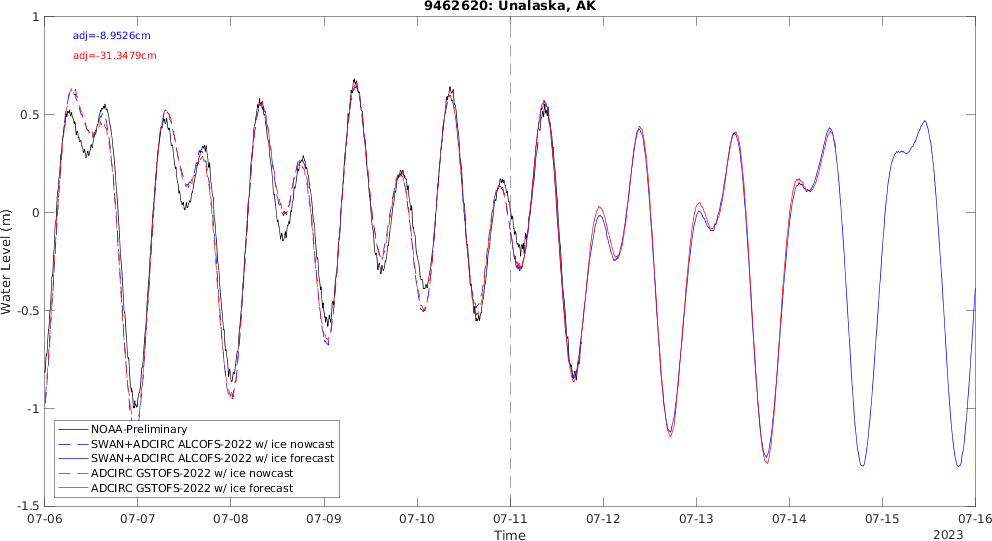 9462620: Unalaska, AK
adj=-8.9526cm
adj=-31.3479cm
Water Level (m)
1
0.5
0
-0.5
-1
-1.5
NOAA-Preliminary
SWAN+ADCIRC ALCOFS-2022 w/ ice nowcast
SWAN+ADCIRC ALCOFS-2022 w/ ice forecast
ADCIRC GSTOFS-2022 w/ ice nowcast
ADCIRC GSTOFS-2022 w/ ice forecast
07-06 07-07 07-08 07-09 07-10 07-11 07-12 07-13 07-14 07-15 07-16
Time
2023